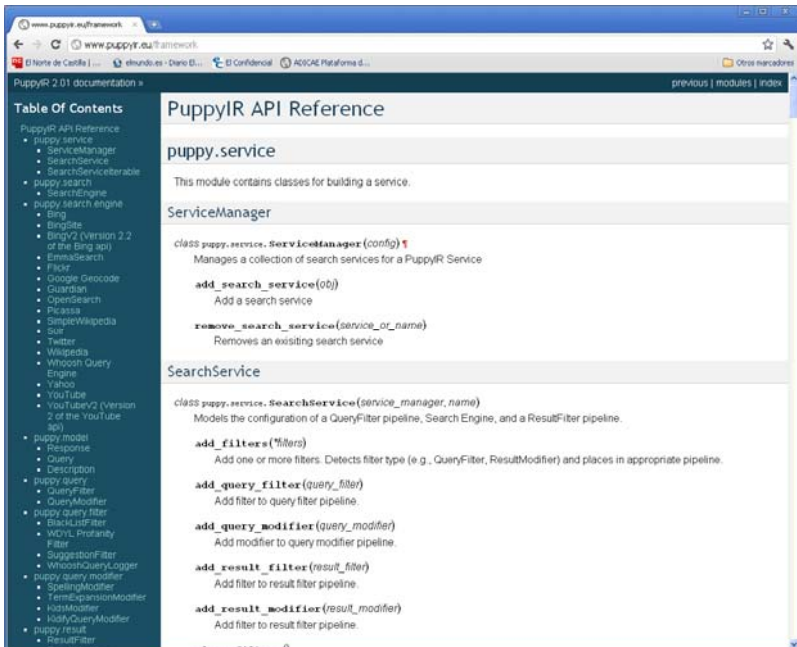 www.puppyir.eu/framework
www.puppyir.eu/framework
El Norte de Castilla | ...
elmundo.es - Diario El...
El Confidencial
ADICAE Plataforma d...
Otros marcadores
PuppyIR 2.01 documentation »
previous | modules | index
Table Of Contents
PuppyIR API Reference
puppy.service
ServiceManager
SearchService
SearchServiceIterable
puppy.search
SearchEngine
puppy.search.engine
Bing
BingSite
BingV2 (Version 2.2
of the Bing api)
EmmaSearch
Flickr
Google Geocode
Guardian
OpenSearch
Picassa
SimpleWikipedia
Suir
Twitter
Wikipedia
Whoosh Query
Engine
Yahoo
YouTube
YouTubeV2 (Version
2 of the YouTube
api)
puppy.model
Response
Query
Description
puppy.query
QueryFilter
QueryModifier
puppy.query.filter
BlackListFilter
WDYL Profanity
Filter
SuggestionFilter
WhooshQueryLogger
puppy.query.modifier
SpellingModifier
TermExpansionModifier
KidsModifier
KidifyQueryModifier
puppy.result
ResultFilter
PuppyIR API Reference
puppy.service
This module contains classes for building a service.
ServiceManager
class puppy.service.ServiceManager(config) ¶
Manages a collection of search services for a PuppyIR Service
add_search_service(obj)
Add a search service
remove_search_service(service_or_name)
Removes an exisiting search service
SearchService
class puppy.service.SearchService(service_manager, name)
Models the configuration of a QueryFilter pipeline, Search Engine, and a ResultFilter pipeline.
add_filters(*filters)
Add one or more filters. Detects filter type (e.g., QueryFilter, ResultModifier) and places in appropriate pipeline.
add_query_filter(query_filter)
Add filter to query filter pipeline.
add_query_modifier(query_modifier)
Add modifier to query modifier pipeline.
add_result_filter(result_filter)
Add filter to result filter pipeline.
add_result_modifier(result_modifier)
Add filter to result filter pipeline.